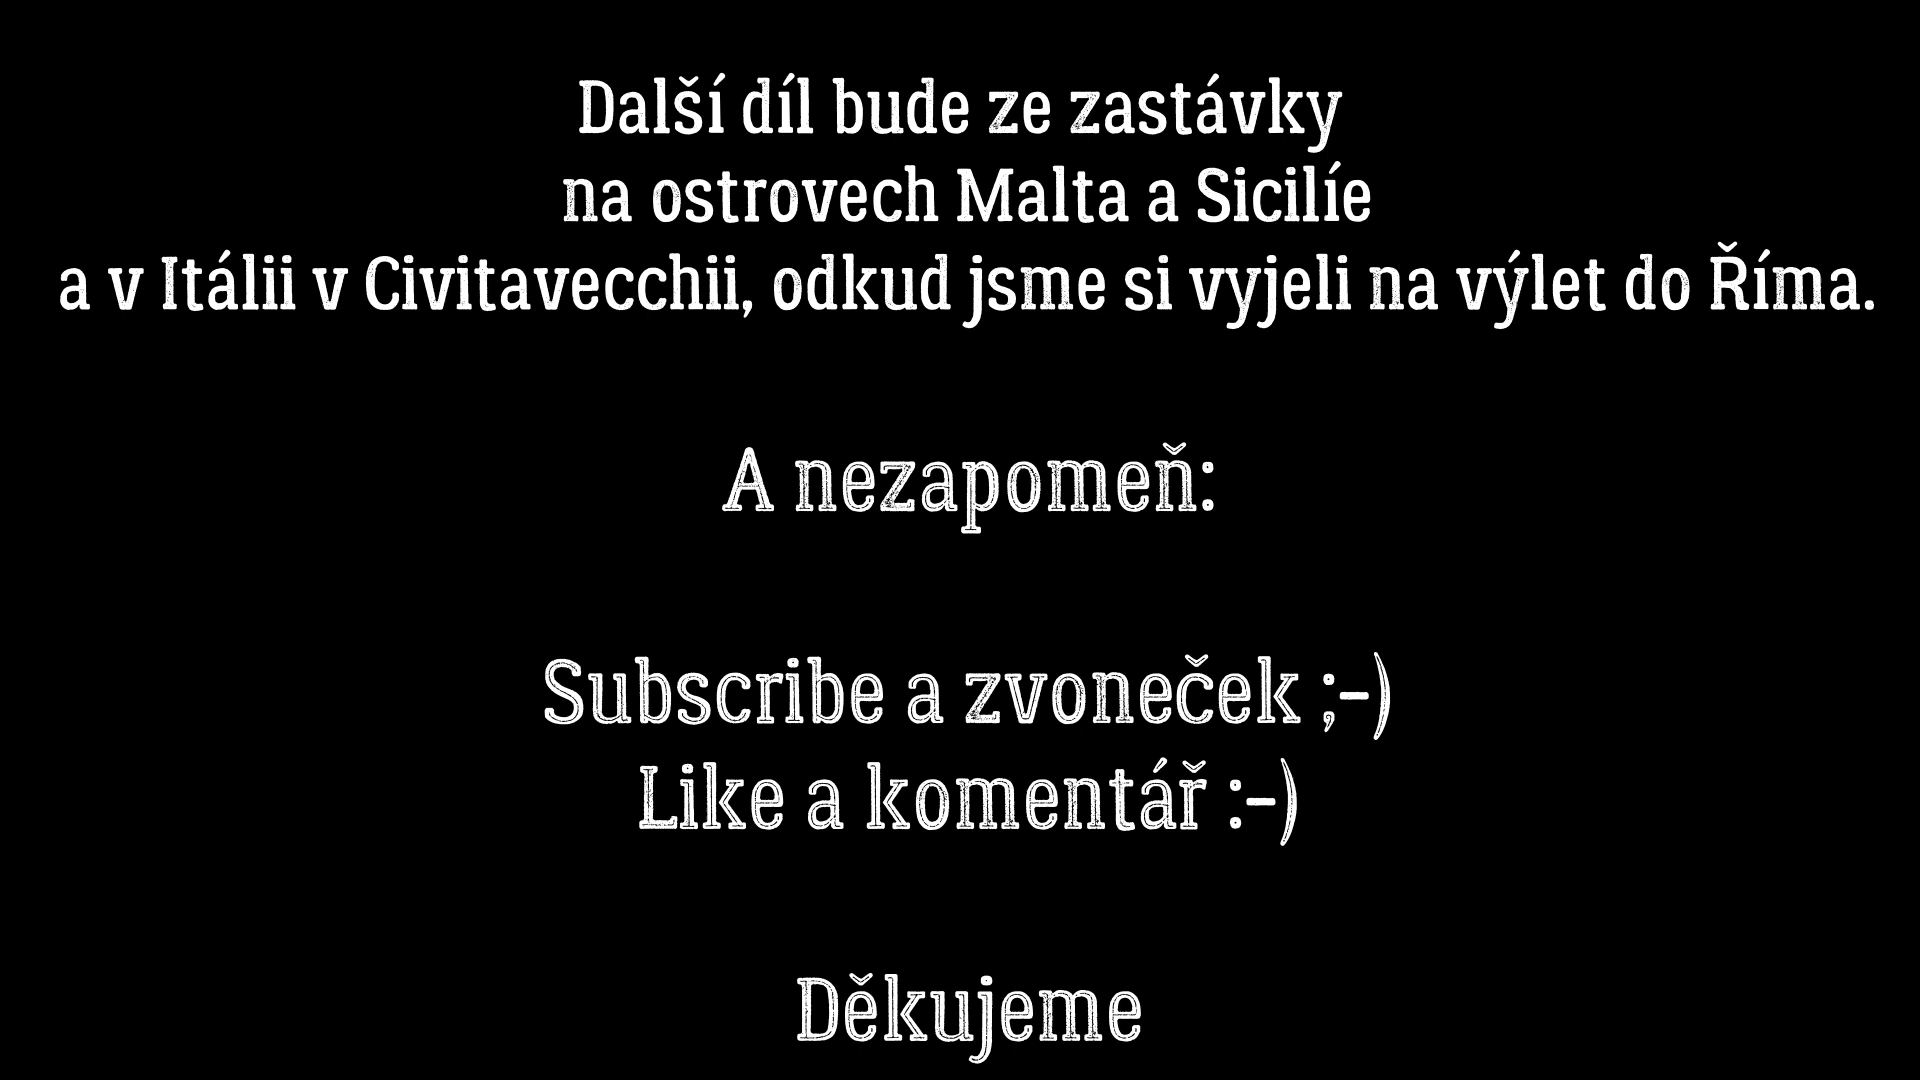 Další díl bude ze zastávky
na ostrovech Malta a Sicilíe
a v Itálii v Civitavecchii, odkud jsme si vyjeli na výlet do Říma.
A nezapomeň:
Subscribe a zvoneček ;-)
Like a komentář :-)
Děkujeme